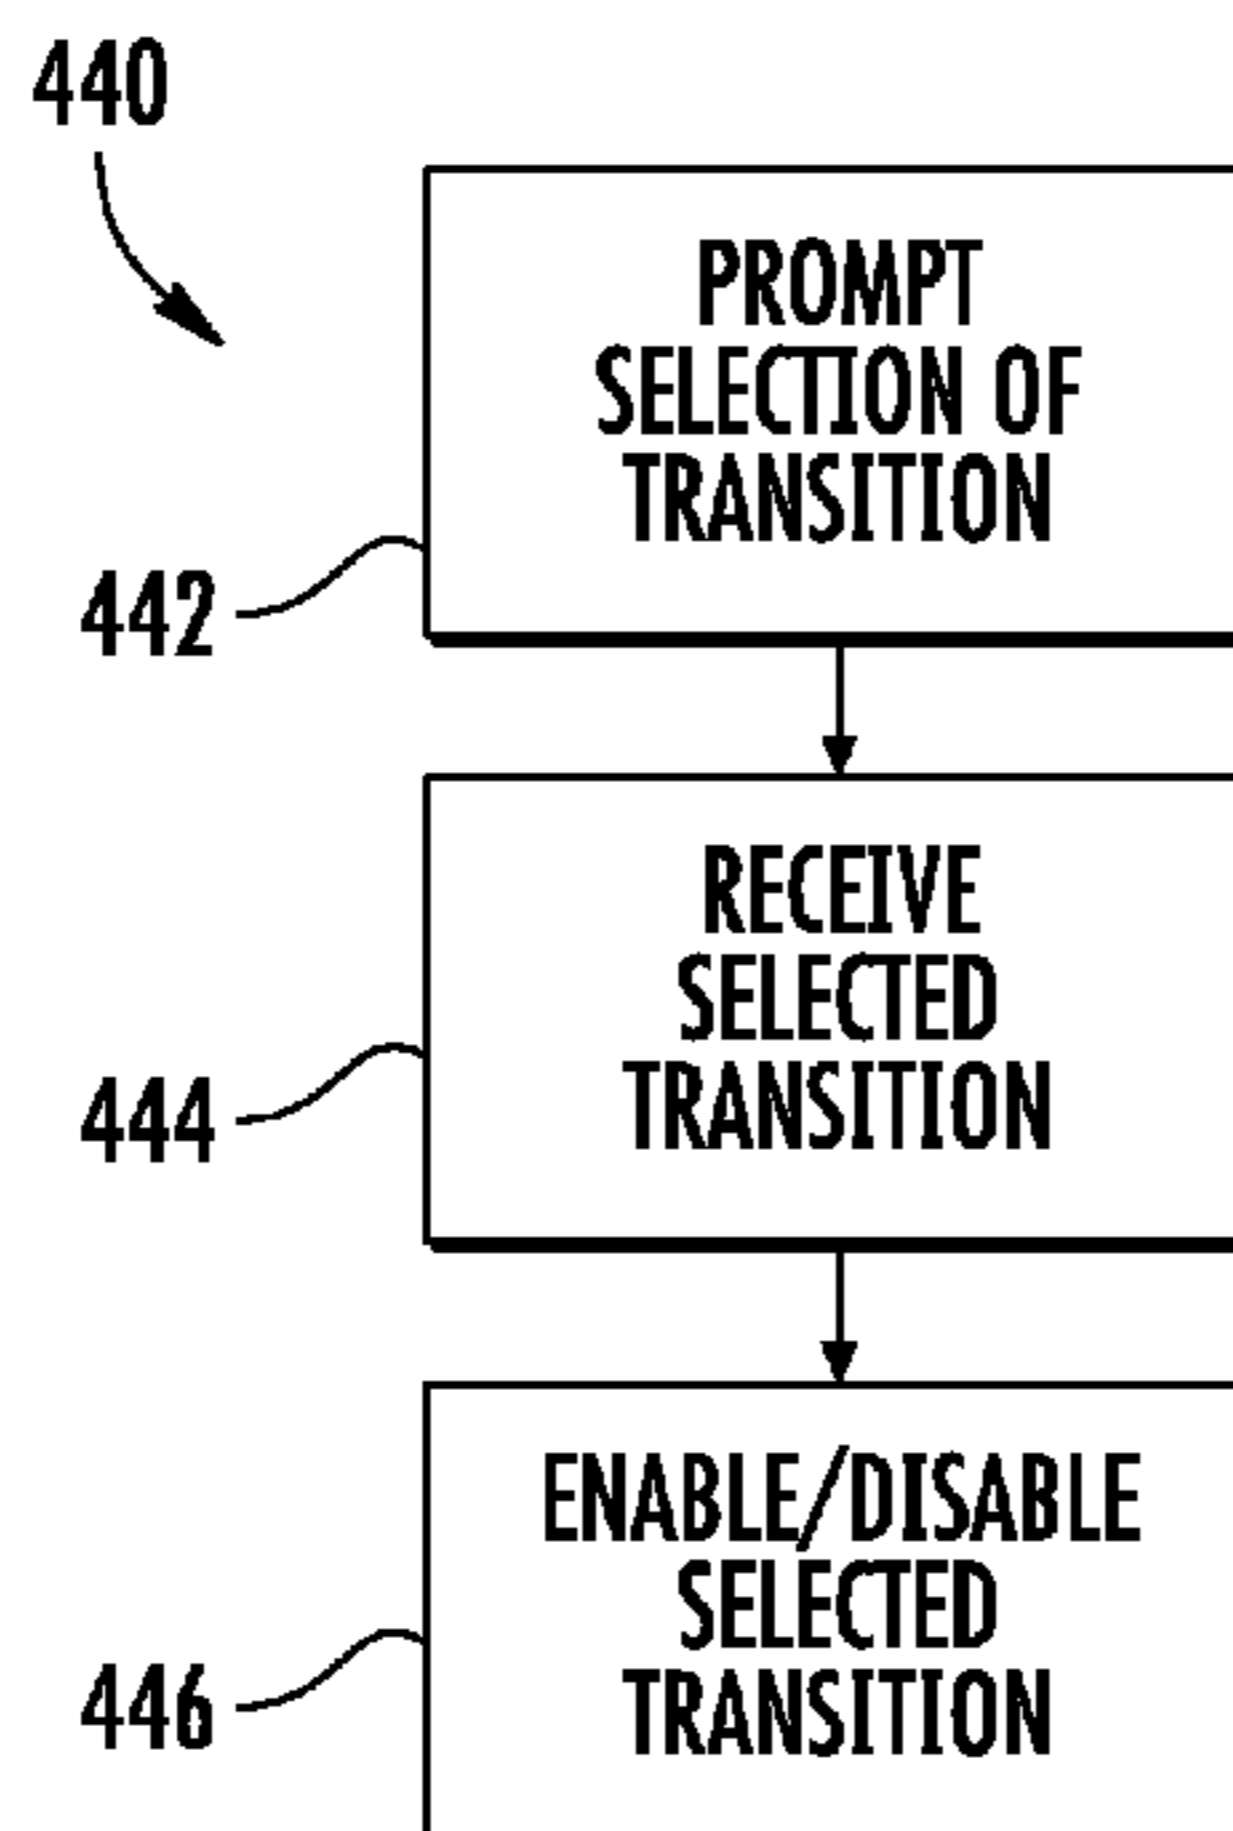 440
PROMPT
SELECTION OF
TRANSITION
442
RECEIVE
SELECTED
TRANSITION
444
ENABLE/DISABLE
SELECTED
TRANSITION
446